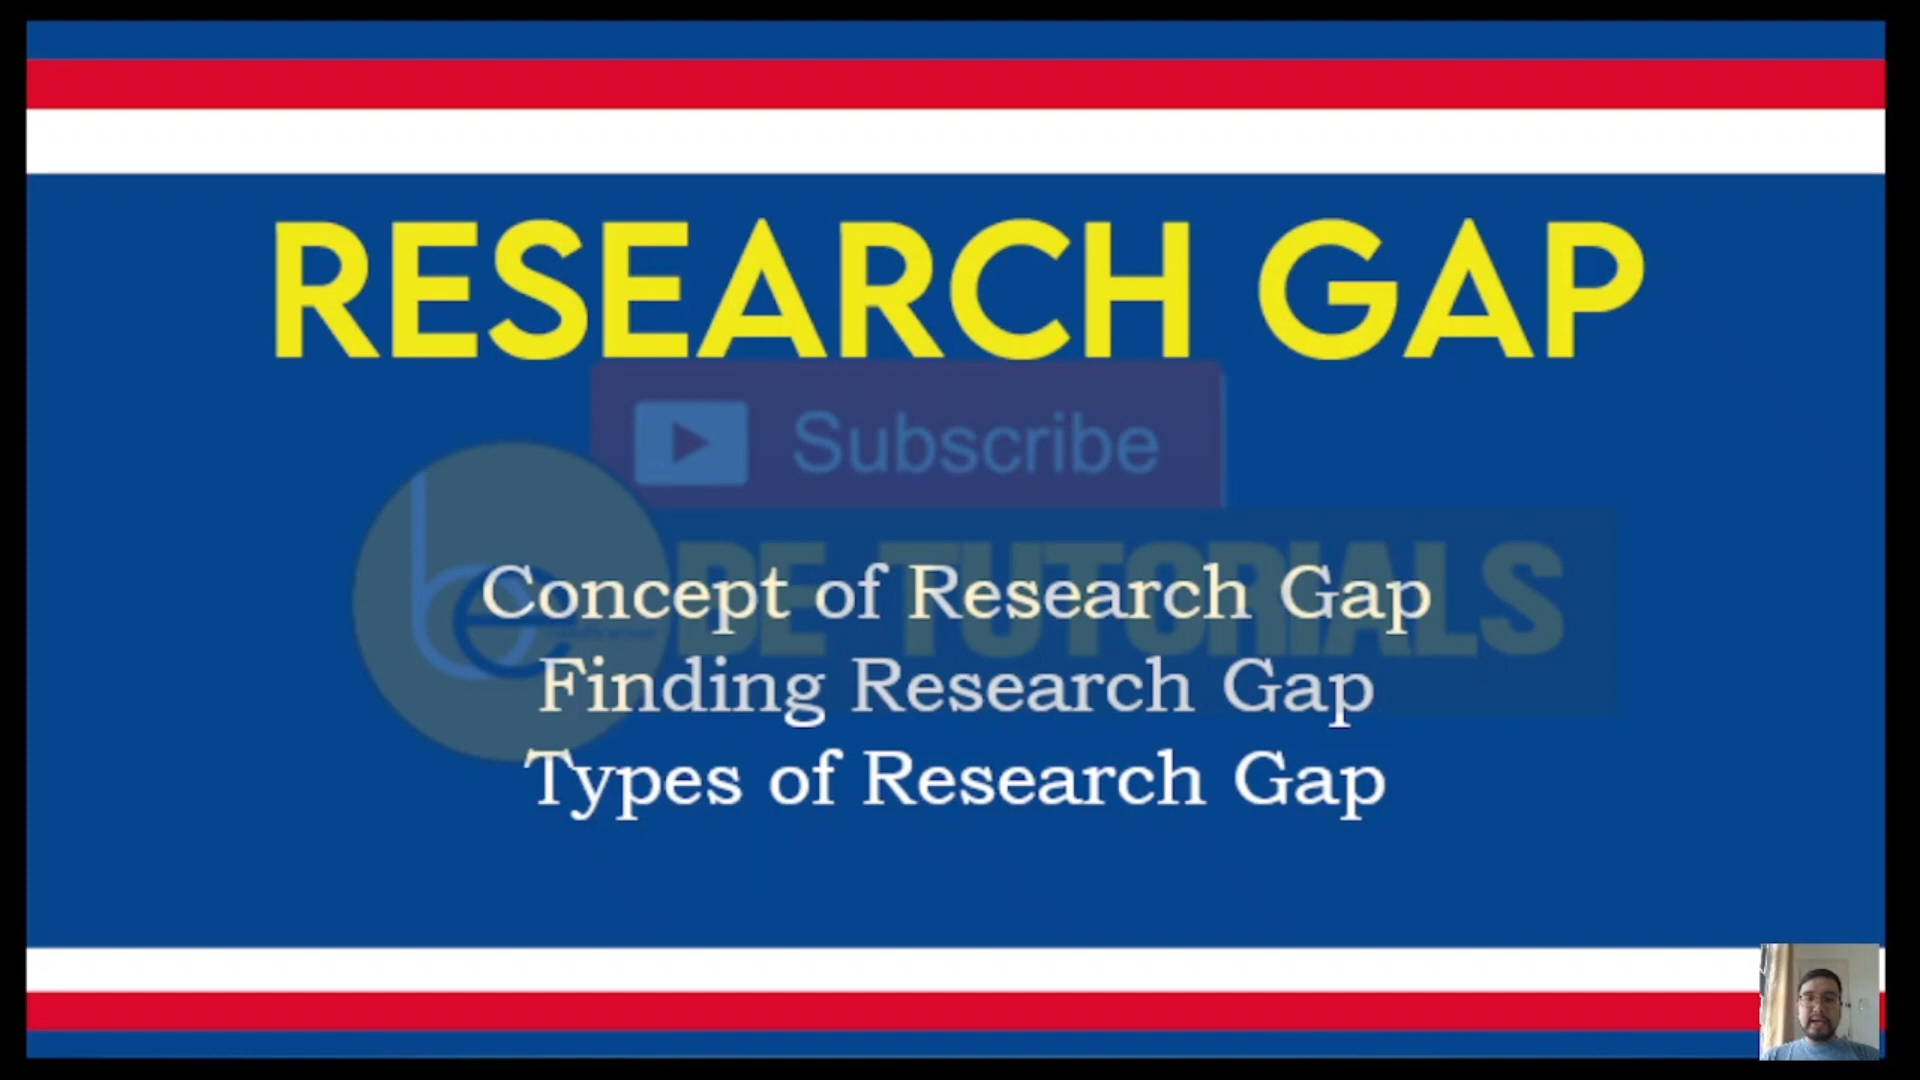 RESEARCH GAP
Subscribe
BE TUTORIALS
Concept of Research Gap
Finding Research Gap
Types of Research Gap